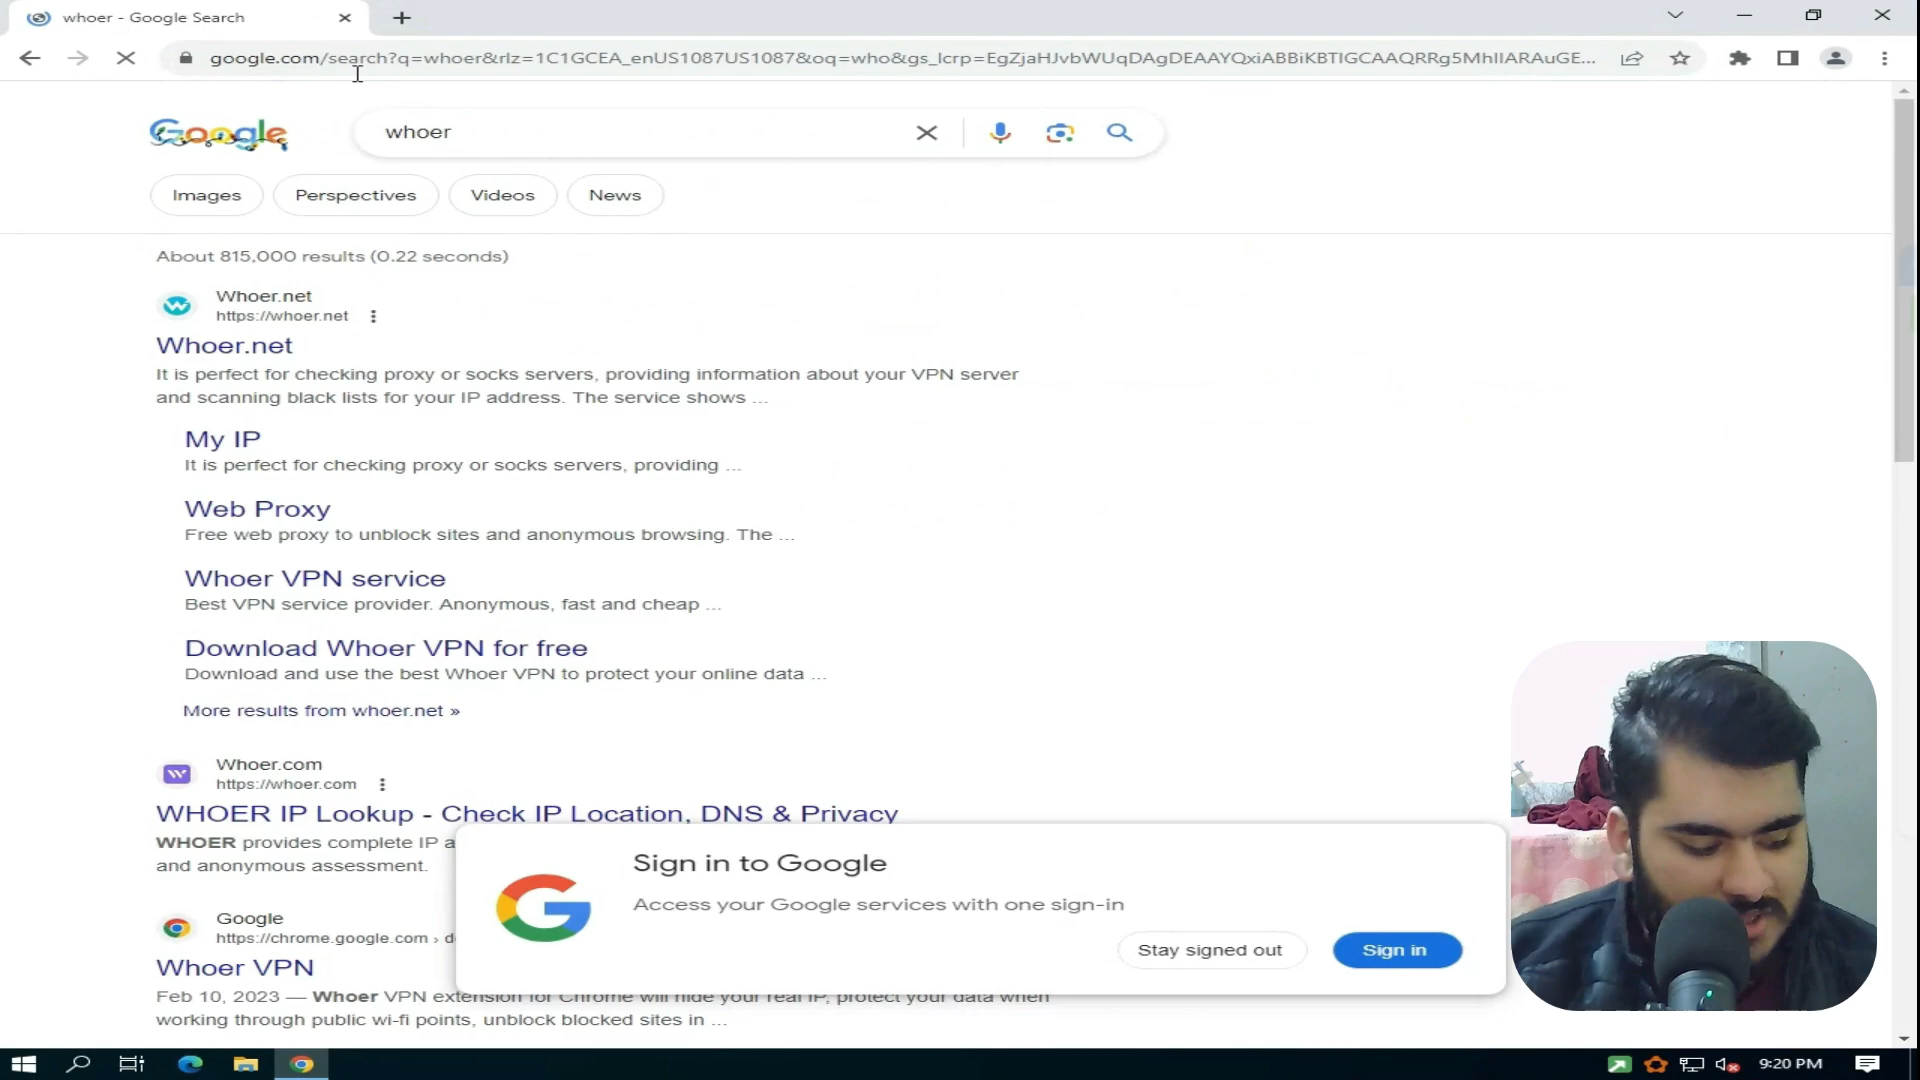 whoer - Google Search
google.com/search?q=whoer&rlz=1C1GCEA_enUS1087US1087&oq=who&gs_lcrp=EgZjaHJvbWUqDAgDEAAYQxiABBiKBTIGCAAQRRg5MhIIARAuGE...
Google
whoer
Images
Perspectives
Videos
News
About 815,000 results (0.22 seconds)
Whoer.net
https://whoer.net
Whoer.net
It is perfect for checking proxy or socks servers, providing information about your VPN server
and scanning black lists for your IP address. The service shows ...
My IP
It is perfect for checking proxy or socks servers, providing ...
Web Proxy
Free web proxy to unblock sites and anonymous browsing. The ...
Whoer VPN service
Best VPN service provider. Anonymous, fast and cheap ...
Download Whoer VPN for free
Download and use the best Whoer VPN to protect your online data ...
More results from whoer.net »
Whoer.com
https://whoer.com
WHOER IP Lookup - Check IP Location, DNS & Privacy
WHOER provides complete IP a
and anonymous assessment.
Google
https://chrome.google.com › d
Whoer VPN
Feb 10, 2023 — Whoer VPN extension for Chrome will hide your real IP, protect your data when
working through public wi-fi points, unblock blocked sites in ...
Sign in to Google
Access your Google services with one sign-in
Stay signed out
Sign in
9:20 PM